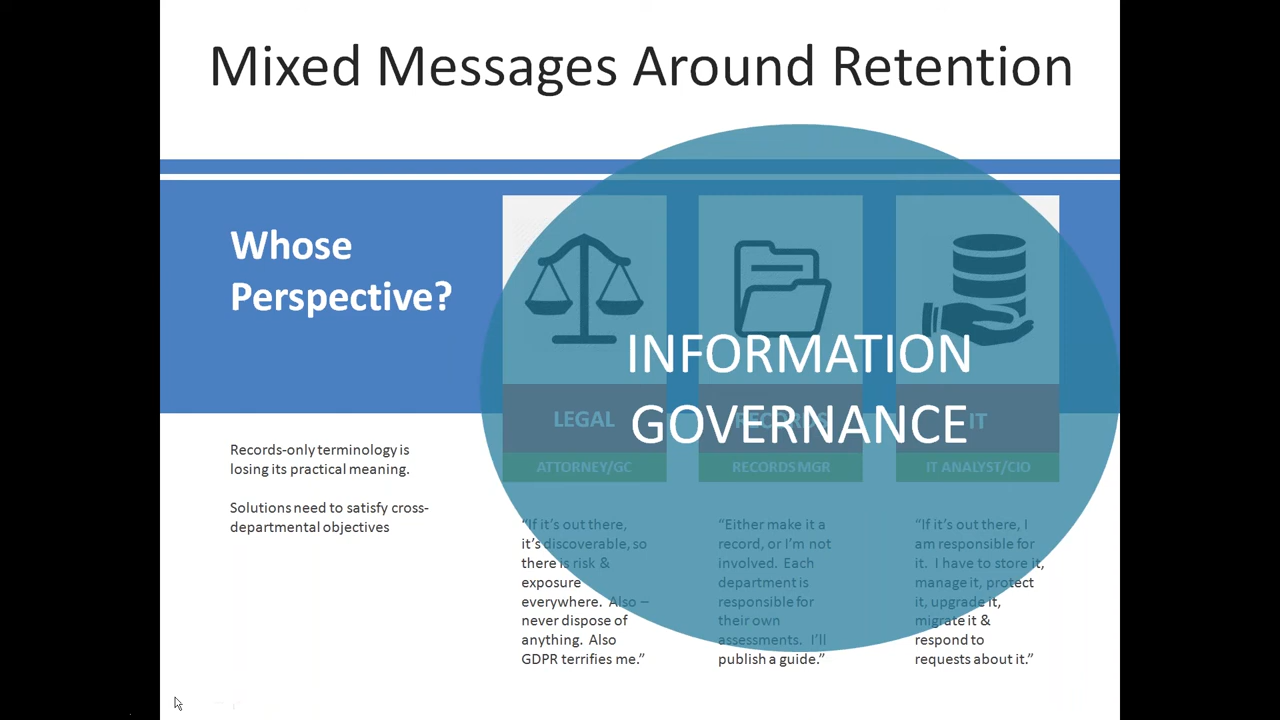 Mixed Messages Around Retention
Whose
Perspective?
Records-only terminology is
losing its practical meaning.
Solutions need to satisfy cross-
departmental objectives
INFORMATION
GOVERNANCE
LEGAL
RECORDS
IT
ATTORNEY/GC
RECORDS MGR
IT ANALYST/CIO
“If it’s out there,
it’s discoverable, so
there is risk &
exposure
everywhere.  Also –
never dispose of
anything.  Also
GDPR terrifies me.”
“Either make it a
record, or I’m not
involved.  Each
department is
responsible for
their own
assessments.  I’ll
publish a guide.”
“If it’s out there, I
am responsible for
it.  I have to store it,
manage it, protect
it, upgrade it,
migrate it &
respond to
requests about it.”